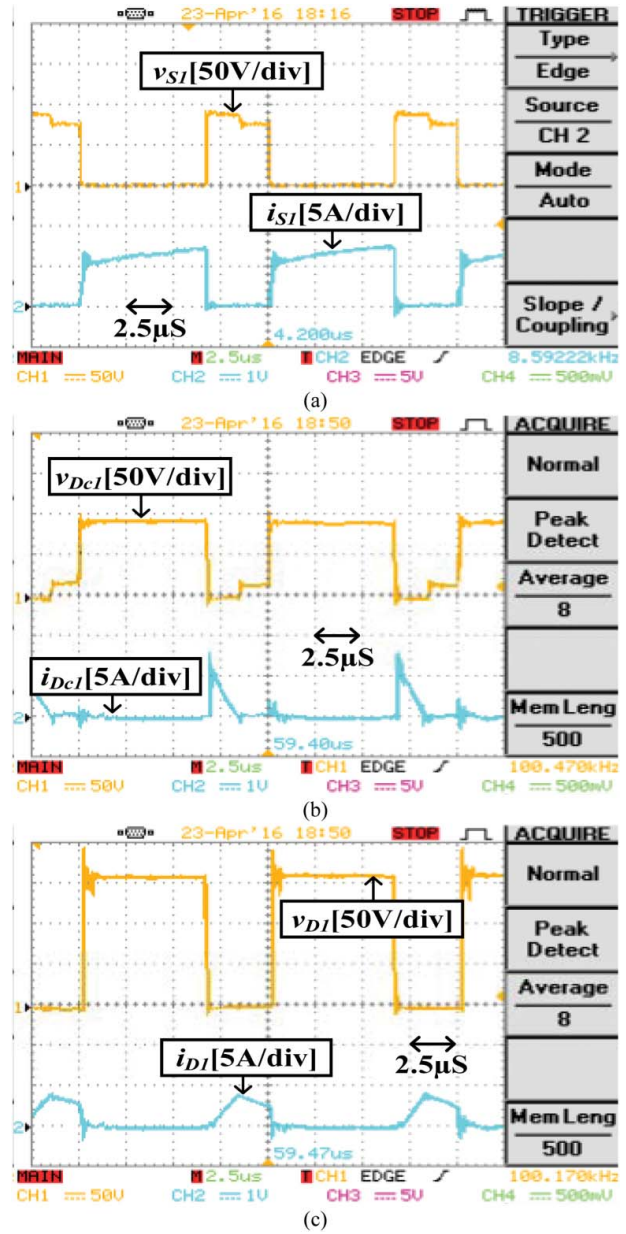 23-Apr'16 18:16 STOP TRIGGER
Type
Edge
vS1[50V/div]
Source
CH 2
Mode
Auto
1
iS1[5A/div]
2.5μS
Slope /
Coupling
2
4.200us
MAIN M 2.5us T CH2 EDGE 8.59222kHz
CH1 50V CH2 1V CH3 5V CH4 500mV
(a)
23-Apr'16 18:50 STOP ACQUIRE
Normal
vDc1[50V/div]
Peak
Detect
Average
8
1
2.5μS
iDc1[5A/div]
Mem Leng
500
2
59.40us
MAIN M 2.5us T CH1 EDGE 100.470kHz
CH1 50V CH2 1V CH3 5V CH4 500mV
(b)
23-Apr'16 18:50 STOP ACQUIRE
Normal
vD1[50V/div]
Peak
Detect
Average
8
1
iD1[5A/div]
2.5μS
Mem Leng
500
2
59.47us
MAIN M 2.5us T CH1 EDGE 100.170kHz
CH1 50V CH2 1V CH3 5V CH4 500mV
(c)